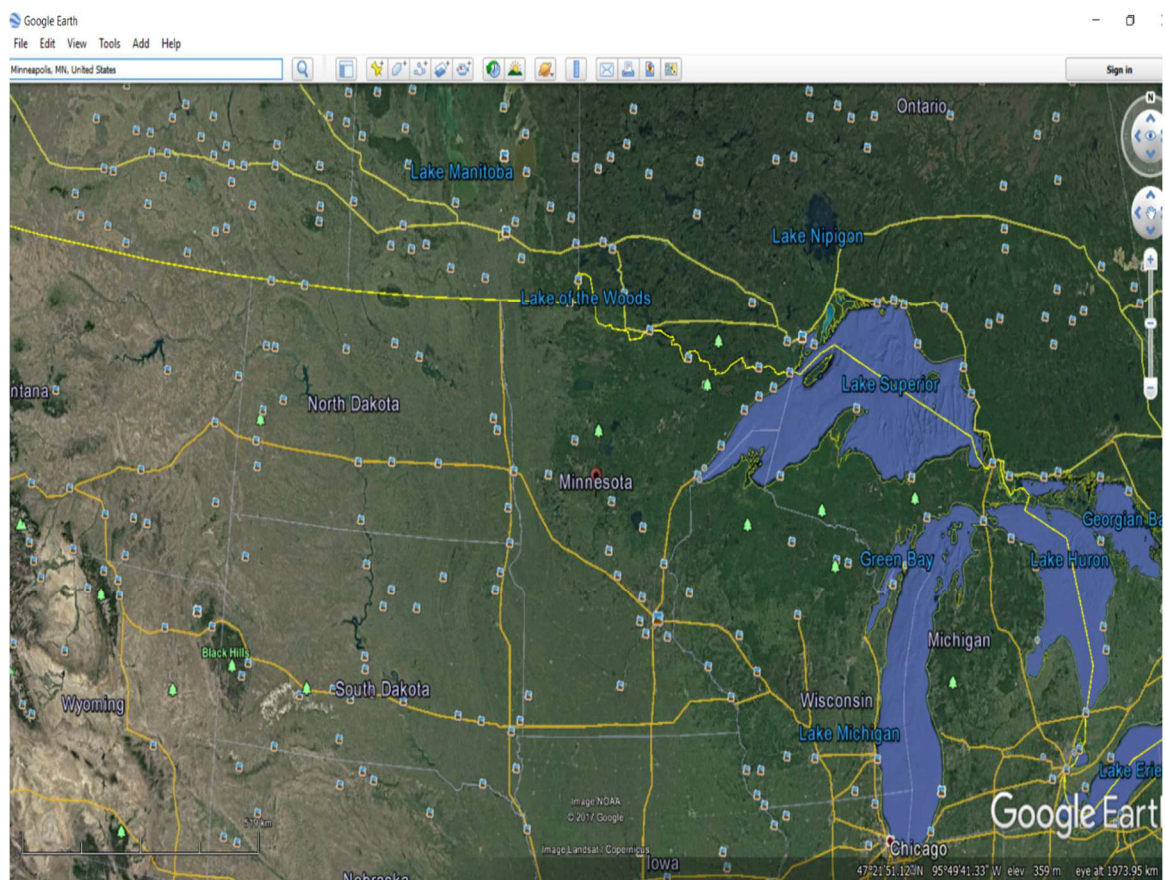 Google Earth
File Edit View Tools Add Help
Minneapolis, MN, United States
Sign in
N
Ontario
Lake Manitoba
Lake Nipigon
Lake of the Woods
ntana
North Dakota
Lake Superior
Minnesota
Georgian Ba
Green Bay
Lake Huron
Black Hills
Michigan
South Dakota
Wyoming
Wisconsin
Lake Michigan
Lake Erie
Image NOAA
© 2017 Google
Google Earth
km
Image Landsat / Copernicus
Chicago
Iowa
47°21'51.12"N 95°49'41.33" W elev 359 m eye alt 1973.95 km
Nebraska